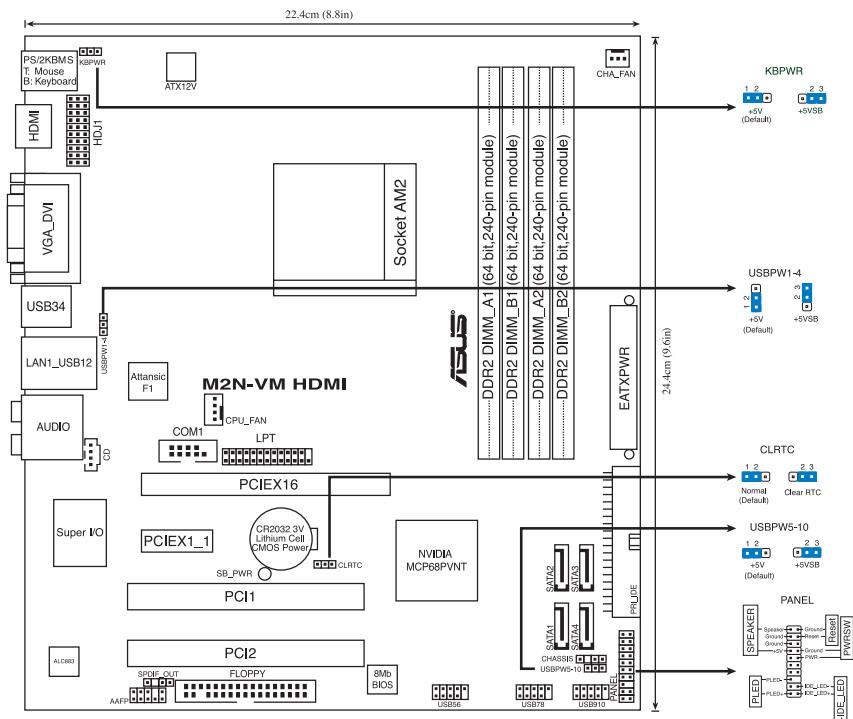 22.4cm (8.8in)
PS/2KBMS
T: Mouse
B: Keyboard
KBPWR
ATX12V
CHA_FAN
HDMI
HDJ1
VGA_DVI
Socket AM2
DDR2 DIMM_A1 (64 bit,240-pin module)
DDR2 DIMM_B1 (64 bit,240-pin module)
DDR2 DIMM_A2 (64 bit,240-pin module)
DDR2 DIMM_B2 (64 bit,240-pin module)
24.4cm (9.6in)
USB34
USBPW1-4
LAN1_USB12
Attansic
F1
ASUS
M2N-VM HDMI
EATXPWR
AUDIO
CPU_FAN
CD
COM1
LPT
PCIEX16
Super I/O
PCIEX1_1
CR2032 3V
Lithium Cell
CMOS Power
CLRTC
SB_PWR
NVIDIA
MCP68PVNT
SATA2
SATA3
SATA1
SATA4
PRI_IDE
PCI1
PCI2
CHASSIS
USBPW5-10
ALC883
SPDIF_OUT
AAFP
FLOPPY
8Mb
BIOS
USB56
USB78
USB910
PANEL
KBPWR
1 2
2 3
+5V
(Default)
+5VSB
USBPW1-4
1 2
2 3
+5V
(Default)
+5VSB
CLRTC
1 2
2 3
Normal
(Default)
Clear RTC
USBPW5-10
1 2
2 3
+5V
(Default)
+5VSB
PANEL
SPEAKER
Speaker
Ground
Ground
+5V
Ground
Reset
Reset
Ground
PWR
PWRSW
PLED
PLED-
PLED+
IDE_LED-
IDE_LED+
IDE_LED